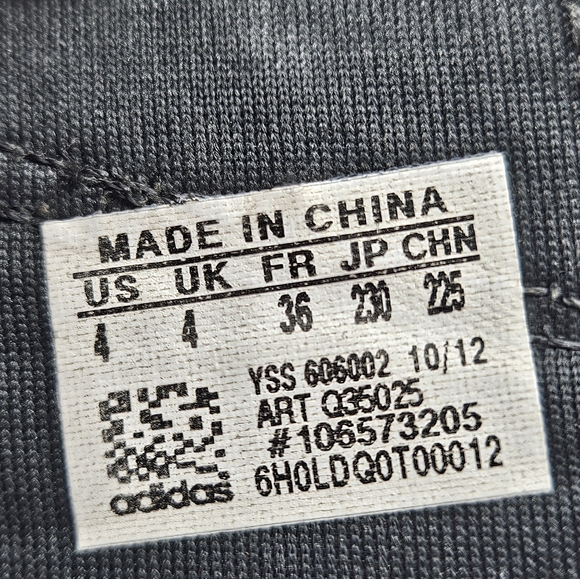 MADE IN CHINA
US UK FR JP CHN
4 4 36 230 225
YSS 606002 10/12
ART Q35025
#106573205
6H0LDQ0T00012
adidas